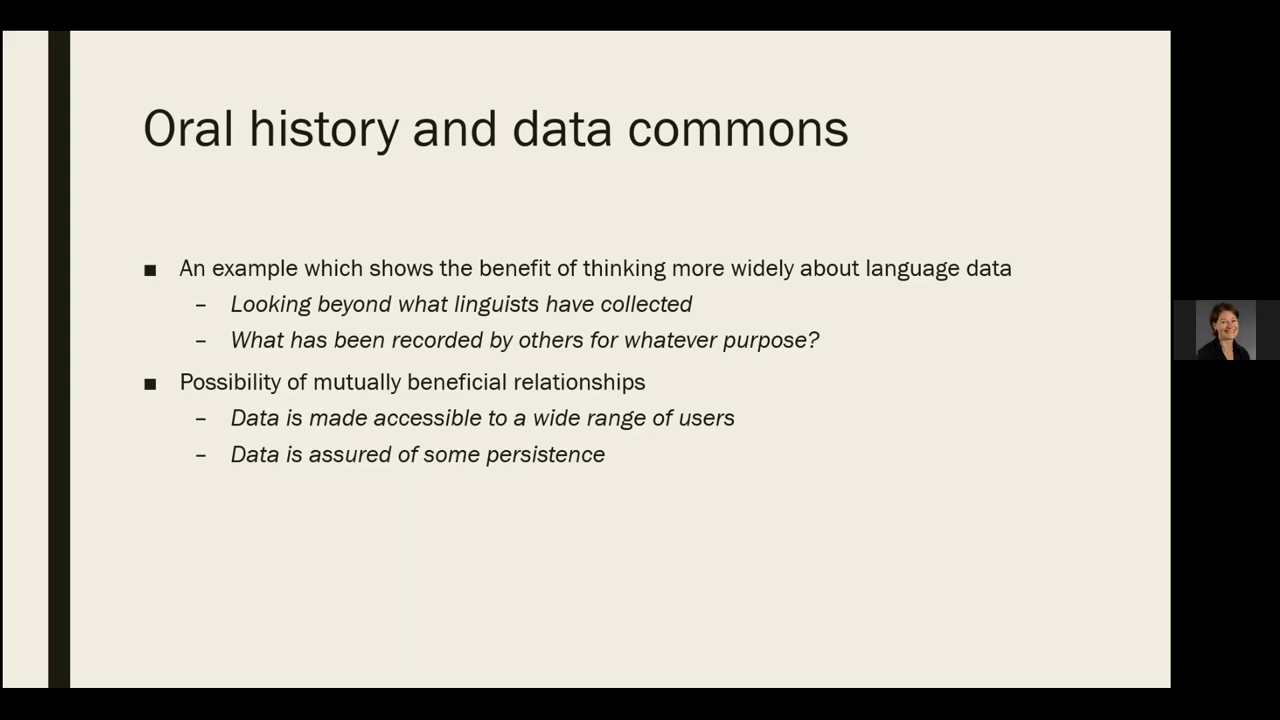 Oral history and data commons
■ An example which shows the benefit of thinking more widely about language data
– Looking beyond what linguists have collected
– What has been recorded by others for whatever purpose?
■ Possibility of mutually beneficial relationships
– Data is made accessible to a wide range of users
– Data is assured of some persistence